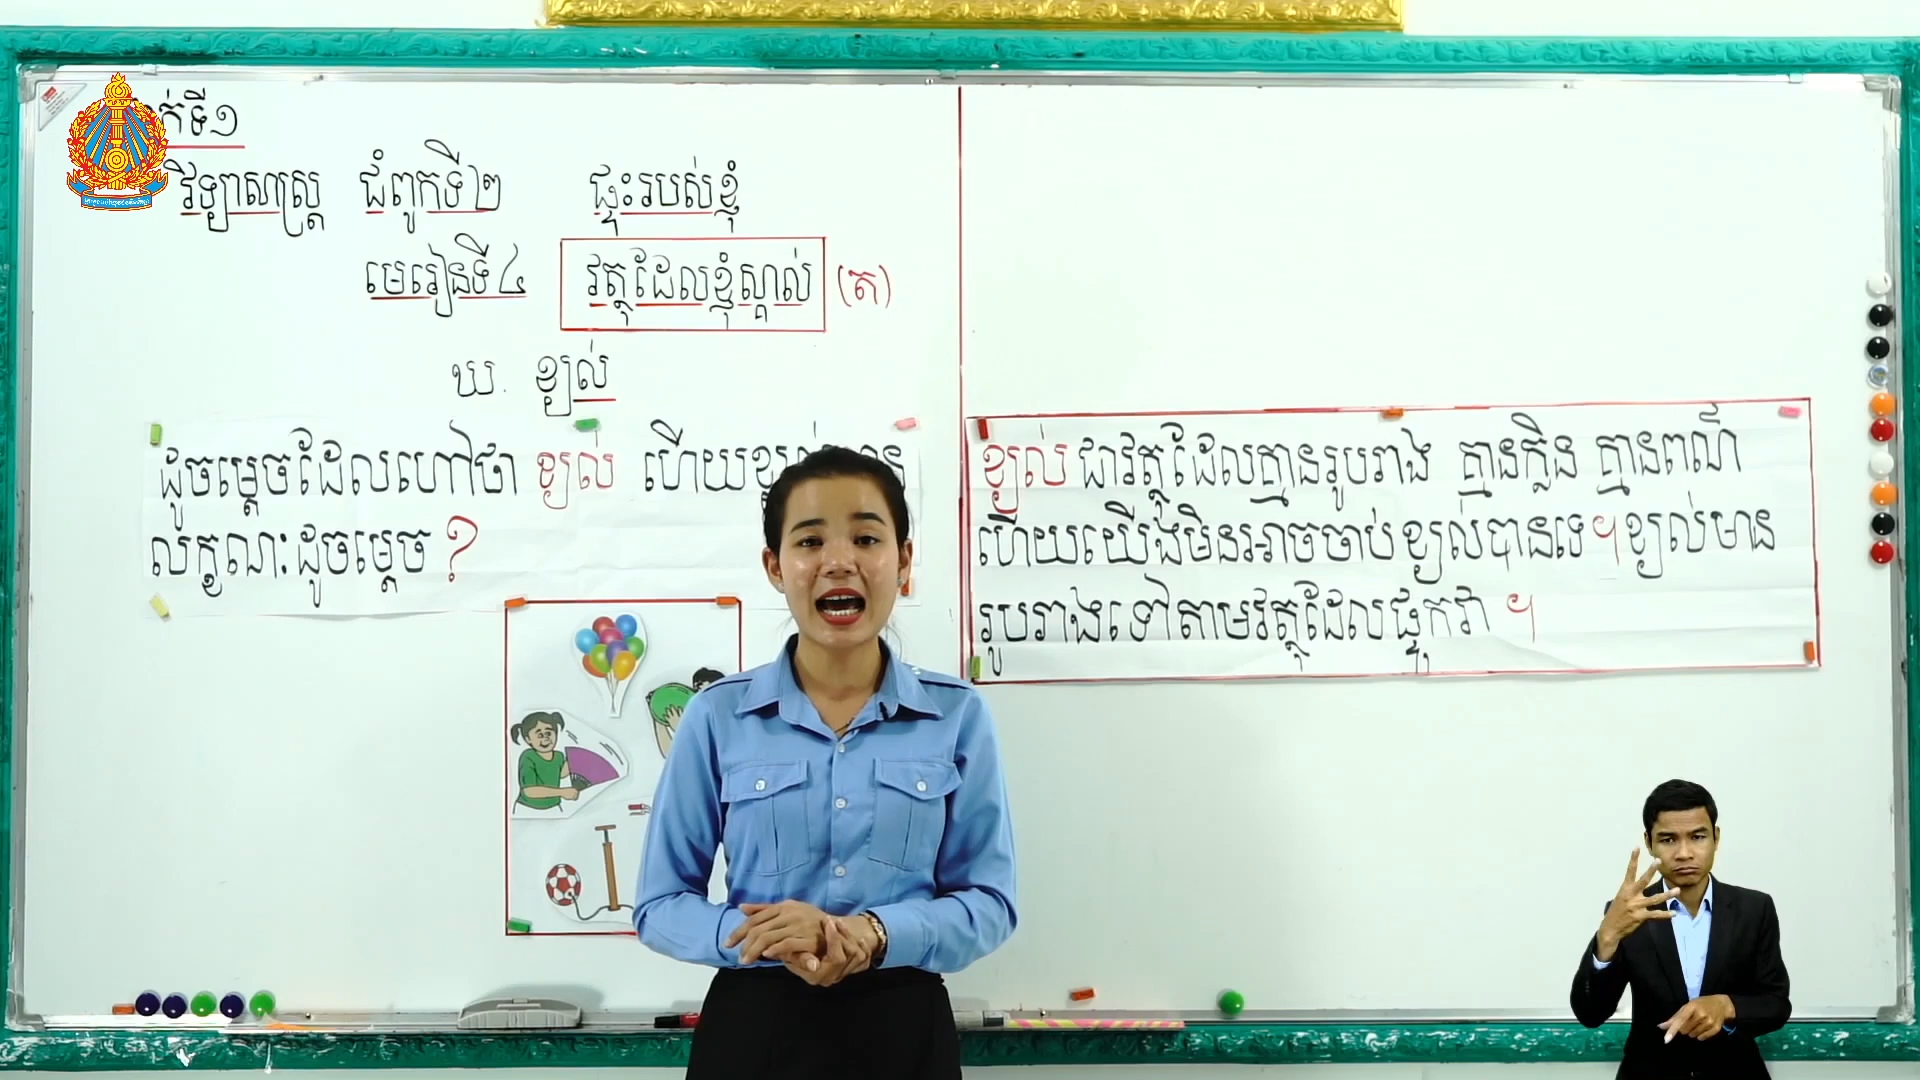 ក់ទី១
វិទ្យាសាស្ត្រ ជំពូកទី២ ផ្ទះរបស់ខ្ញុំ
មេរៀនទី៤ វត្ថុដែលខ្ញុំស្គាល់ (ត)
ឃ. ខ្យល់
ដូចម្ដេចដែលហៅថា ខ្យល់ ហើយខ្យល់មាន
លក្ខណៈដូចម្ដេច?
ខ្យល់ជាវត្ថុដែលគ្មានរូបរាង គ្មានក្លិន គ្មានពណ៌
ហើយយើងមិនអាចចាប់ខ្យល់បានទេ។ ខ្យល់មាន
រូបរាងទៅតាមវត្ថុដែលផ្ទុកវា ។